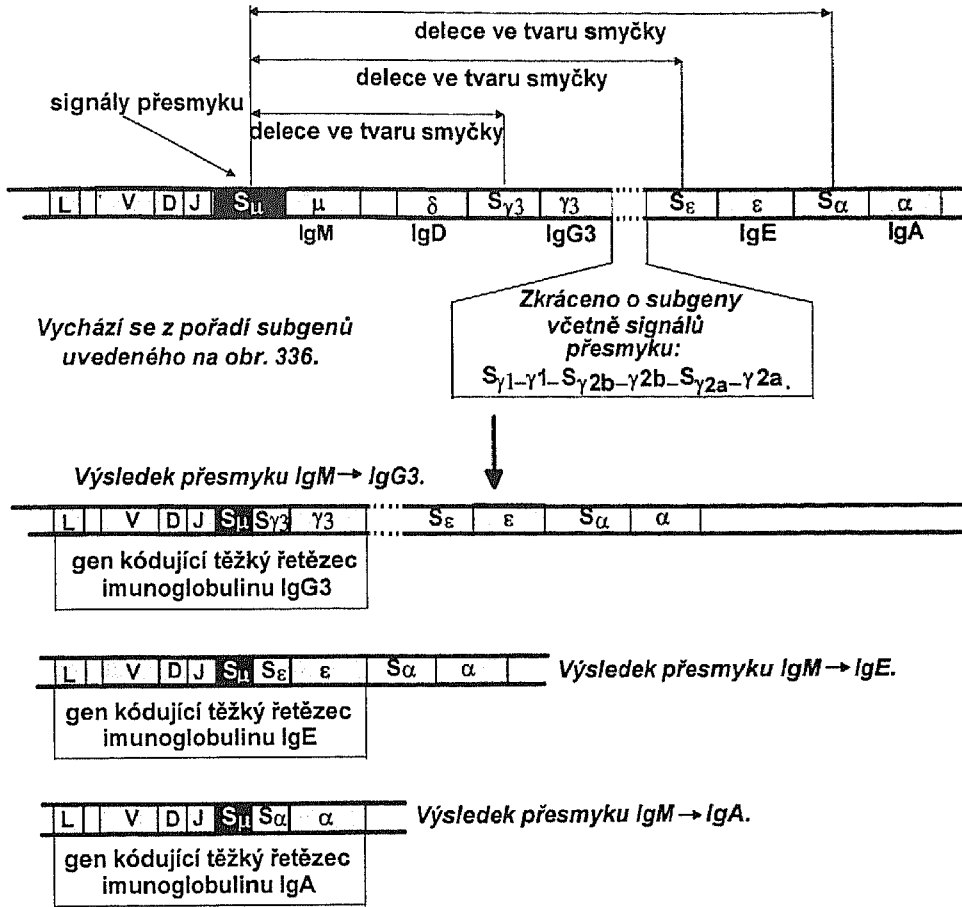 delece ve tvaru smyčky
delece ve tvaru smyčky
signály přesmyku
delece ve tvaru smyčky
L V D J Sμ μ δ Sγ3 γ3 Sε ε Sα α
IgM IgD IgG3 IgE IgA
Vychází se z pořadí subgenů
uvedeného na obr. 336.
Zkráceno o subgeny
včetně signálů
přesmyku:
Sγ1–γ1–Sγ2b–γ2b–Sγ2a–γ2a.
Výsledek přesmyku IgM→ IgG3.
L V D J Sμ Sγ3 γ3 Sε ε Sα α
gen kódující těžký řetězec
imunoglobulinu IgG3
L V D J Sμ Sε ε Sα α
Výsledek přesmyku IgM→ IgE.
gen kódující těžký řetězec
imunoglobulinu IgE
L V D J Sμ Sα α
Výsledek přesmyku IgM→ IgA.
gen kódující těžký řetězec
imunoglobulinu IgA